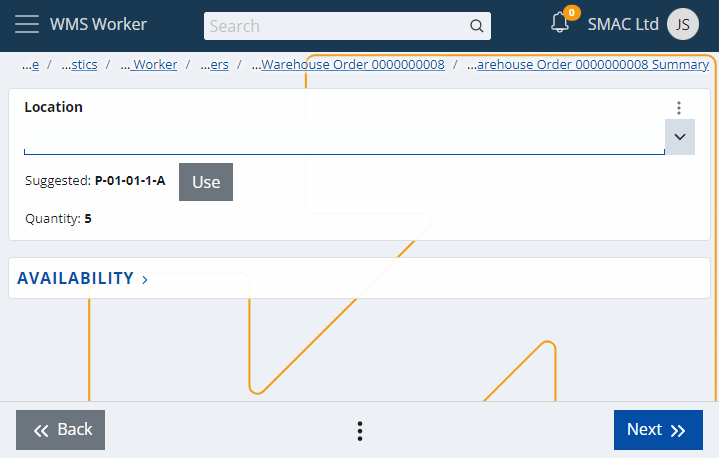 WMS Worker Search 0 SMAC Ltd JS
...e / ...stics / ... Worker / ...ers / ...Warehouse Order 0000000008 / ...arehouse Order 0000000008 Summary
Location
Suggested: P-01-01-1-A Use
Quantity: 5
AVAILABILITY
Back Next